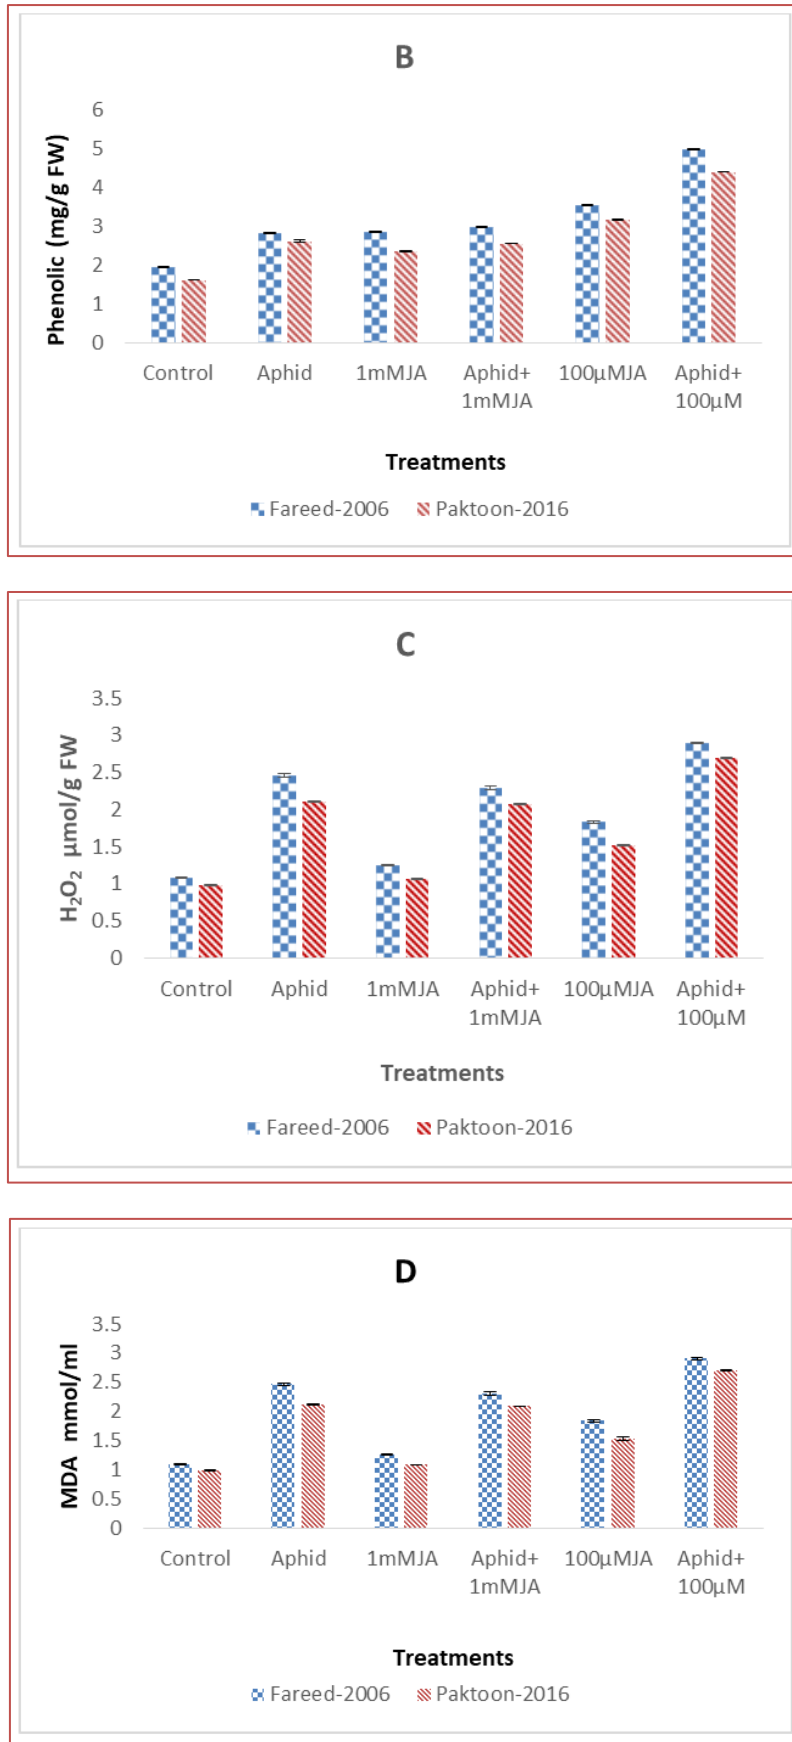 B
Phenolic (mg/g FW)
6
5
4
3
2
1
0
Control Aphid 1mMJA Aphid+ 1mMJA 100µMJA Aphid+ 100µM
Treatments
Fareed-2006 Paktoon-2016
C
H₂O₂ µmol/g FW
3.5
3
2.5
2
1.5
1
0.5
0
Control Aphid 1mMJA Aphid+ 1mMJA 100µMJA Aphid+ 100µM
Treatments
Fareed-2006 Paktoon-2016
D
MDA mmol/ml
3.5
3
2.5
2
1.5
1
0.5
0
Control Aphid 1mMJA Aphid+ 1mMJA 100µMJA Aphid+ 100µM
Treatments
Fareed-2006 Paktoon-2016